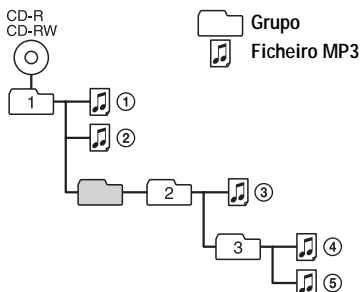 CD-R
CD-RW
Grupo
Ficheiro MP3
1
①
②
2
③
3
④
⑤